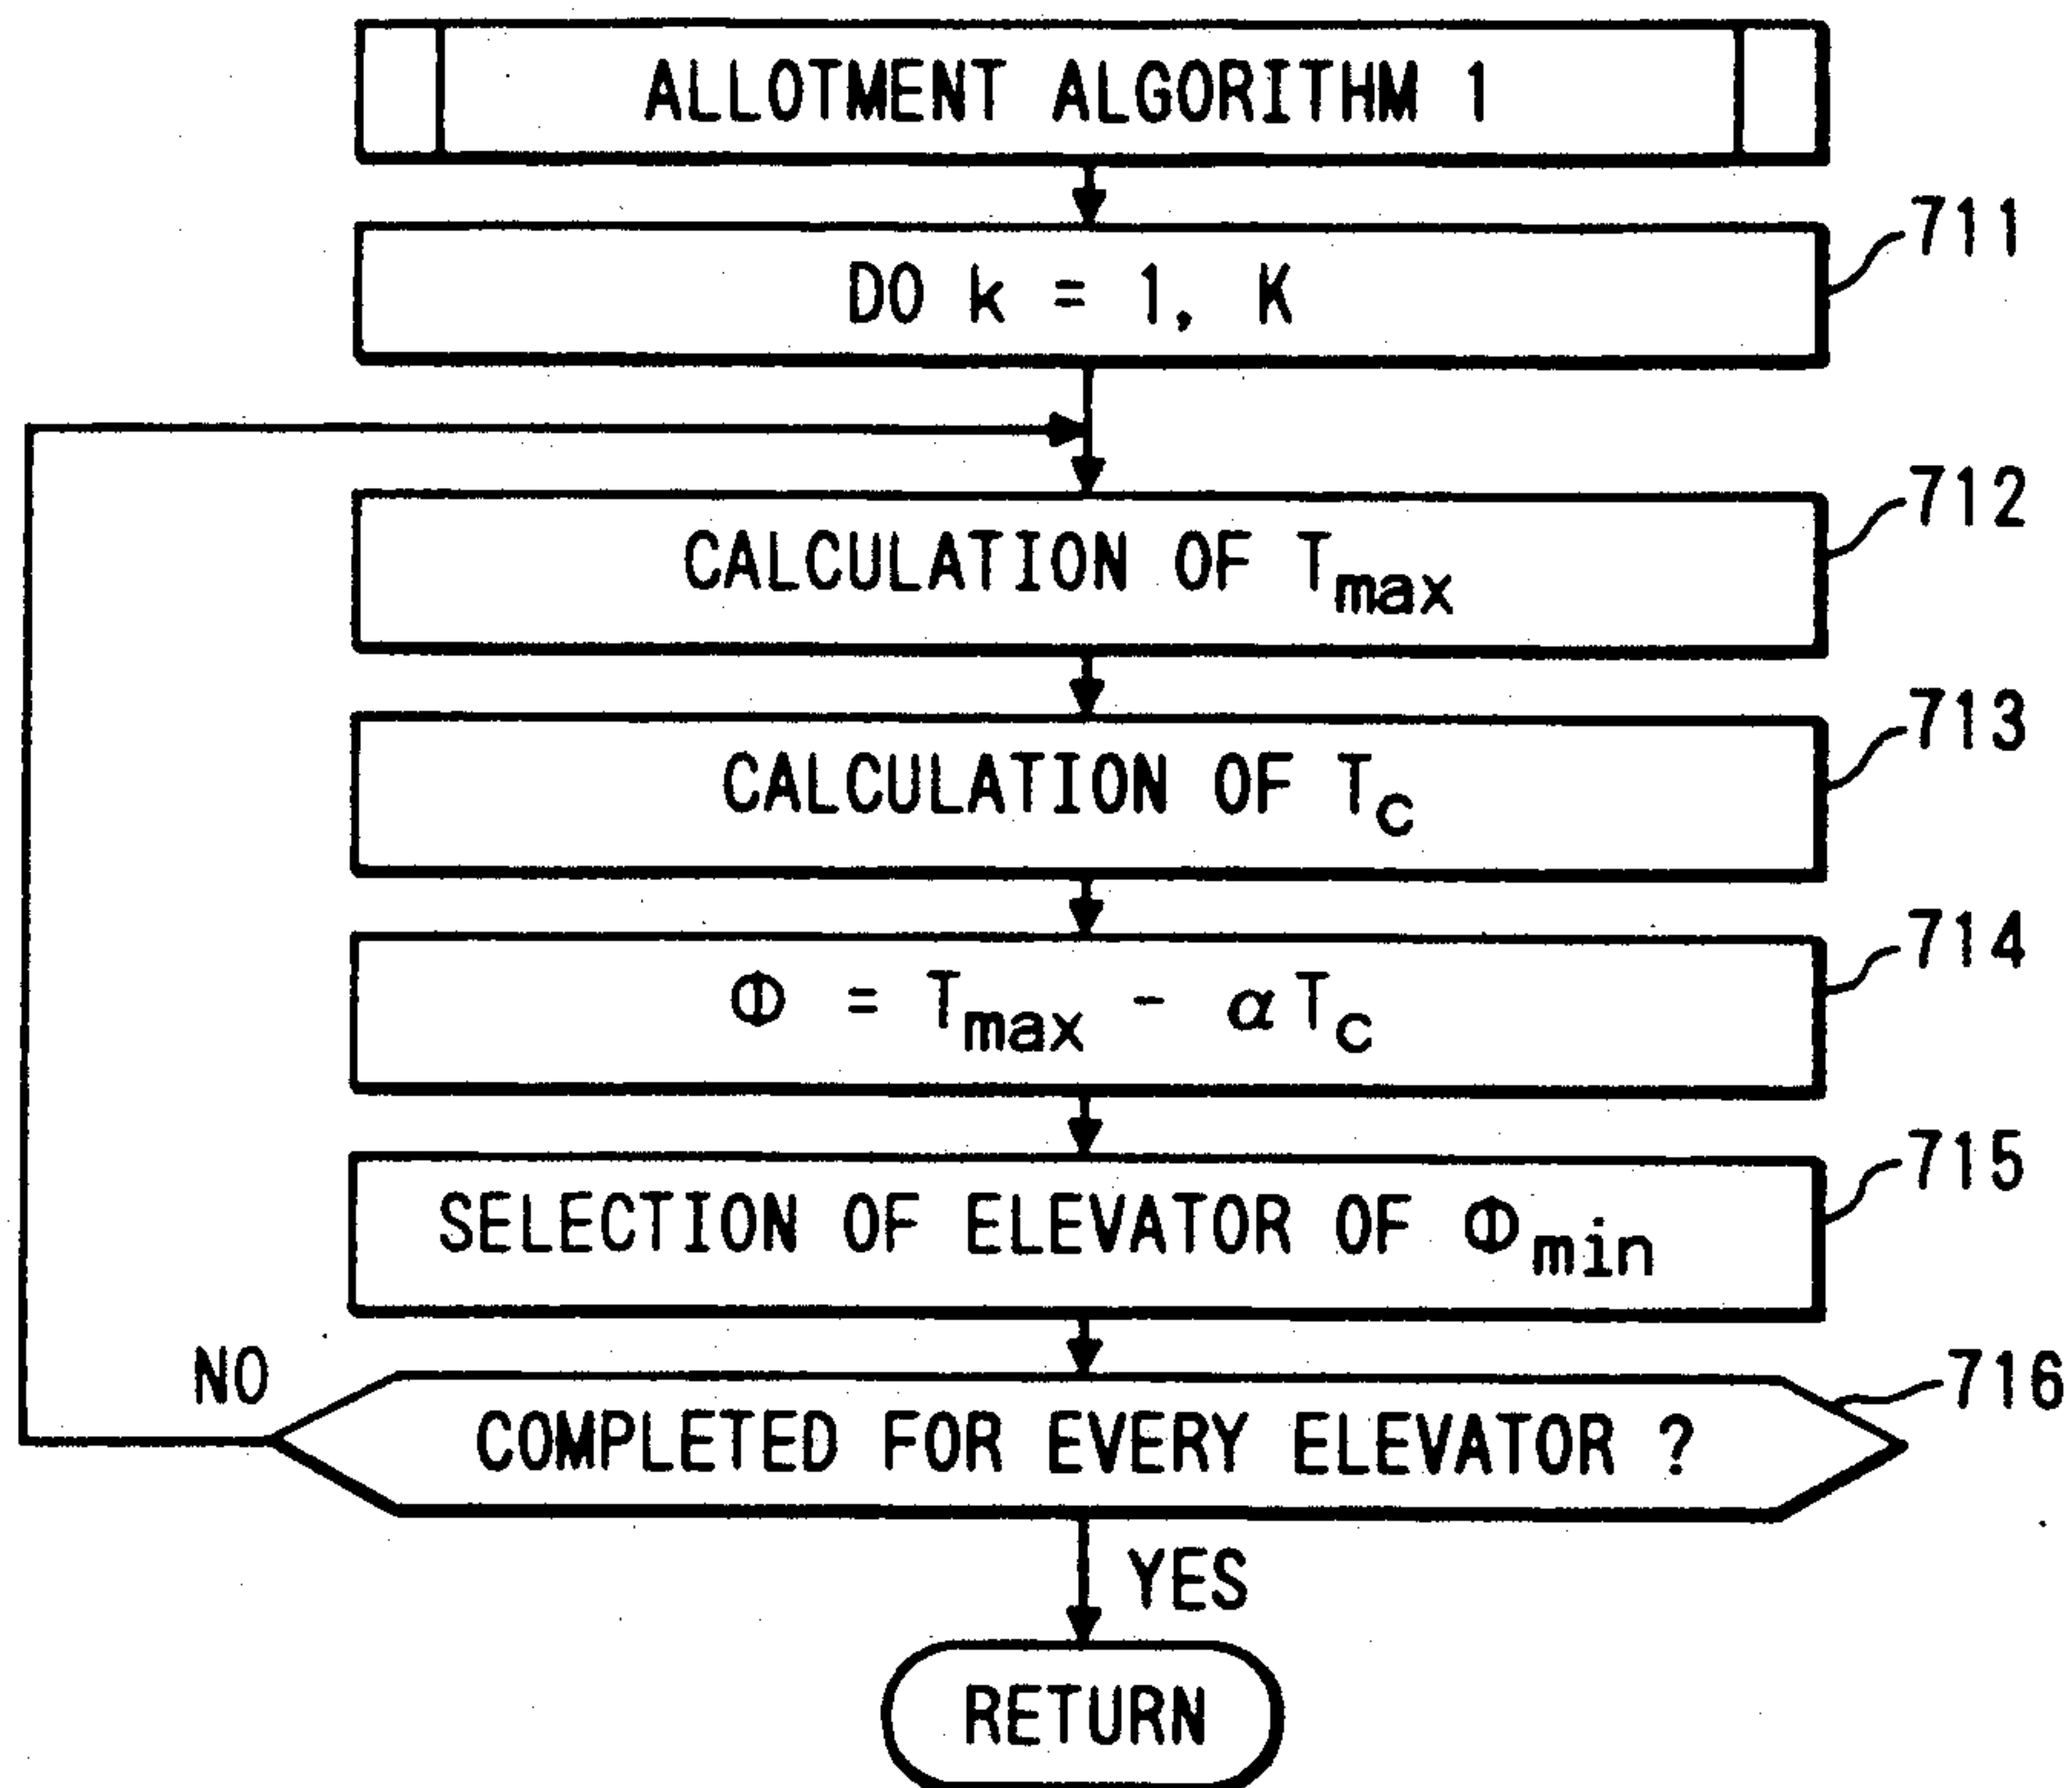 ALLOTMENT ALGORITHM 1
DO k = 1, K
711
CALCULATION OF Tmax
712
CALCULATION OF Tc
713
Φ = Tmax - αTc
714
SELECTION OF ELEVATOR OF Φmin
715
NO
COMPLETED FOR EVERY ELEVATOR ?
716
YES
RETURN